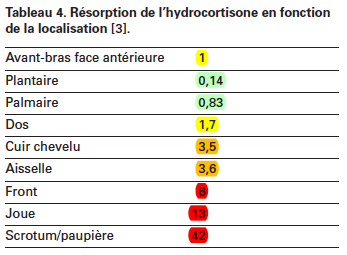 Tableau 4. Résorption de l'hydrocortisone en fonction
de la localisation [3].
Avant-bras face antérieure 1
Plantaire 0,14
Palmaire 0,83
Dos 1,7
Cuir chevelu 3,5
Aisselle 3,6
Front 6
Joue 13
Scrotum/paupière 42